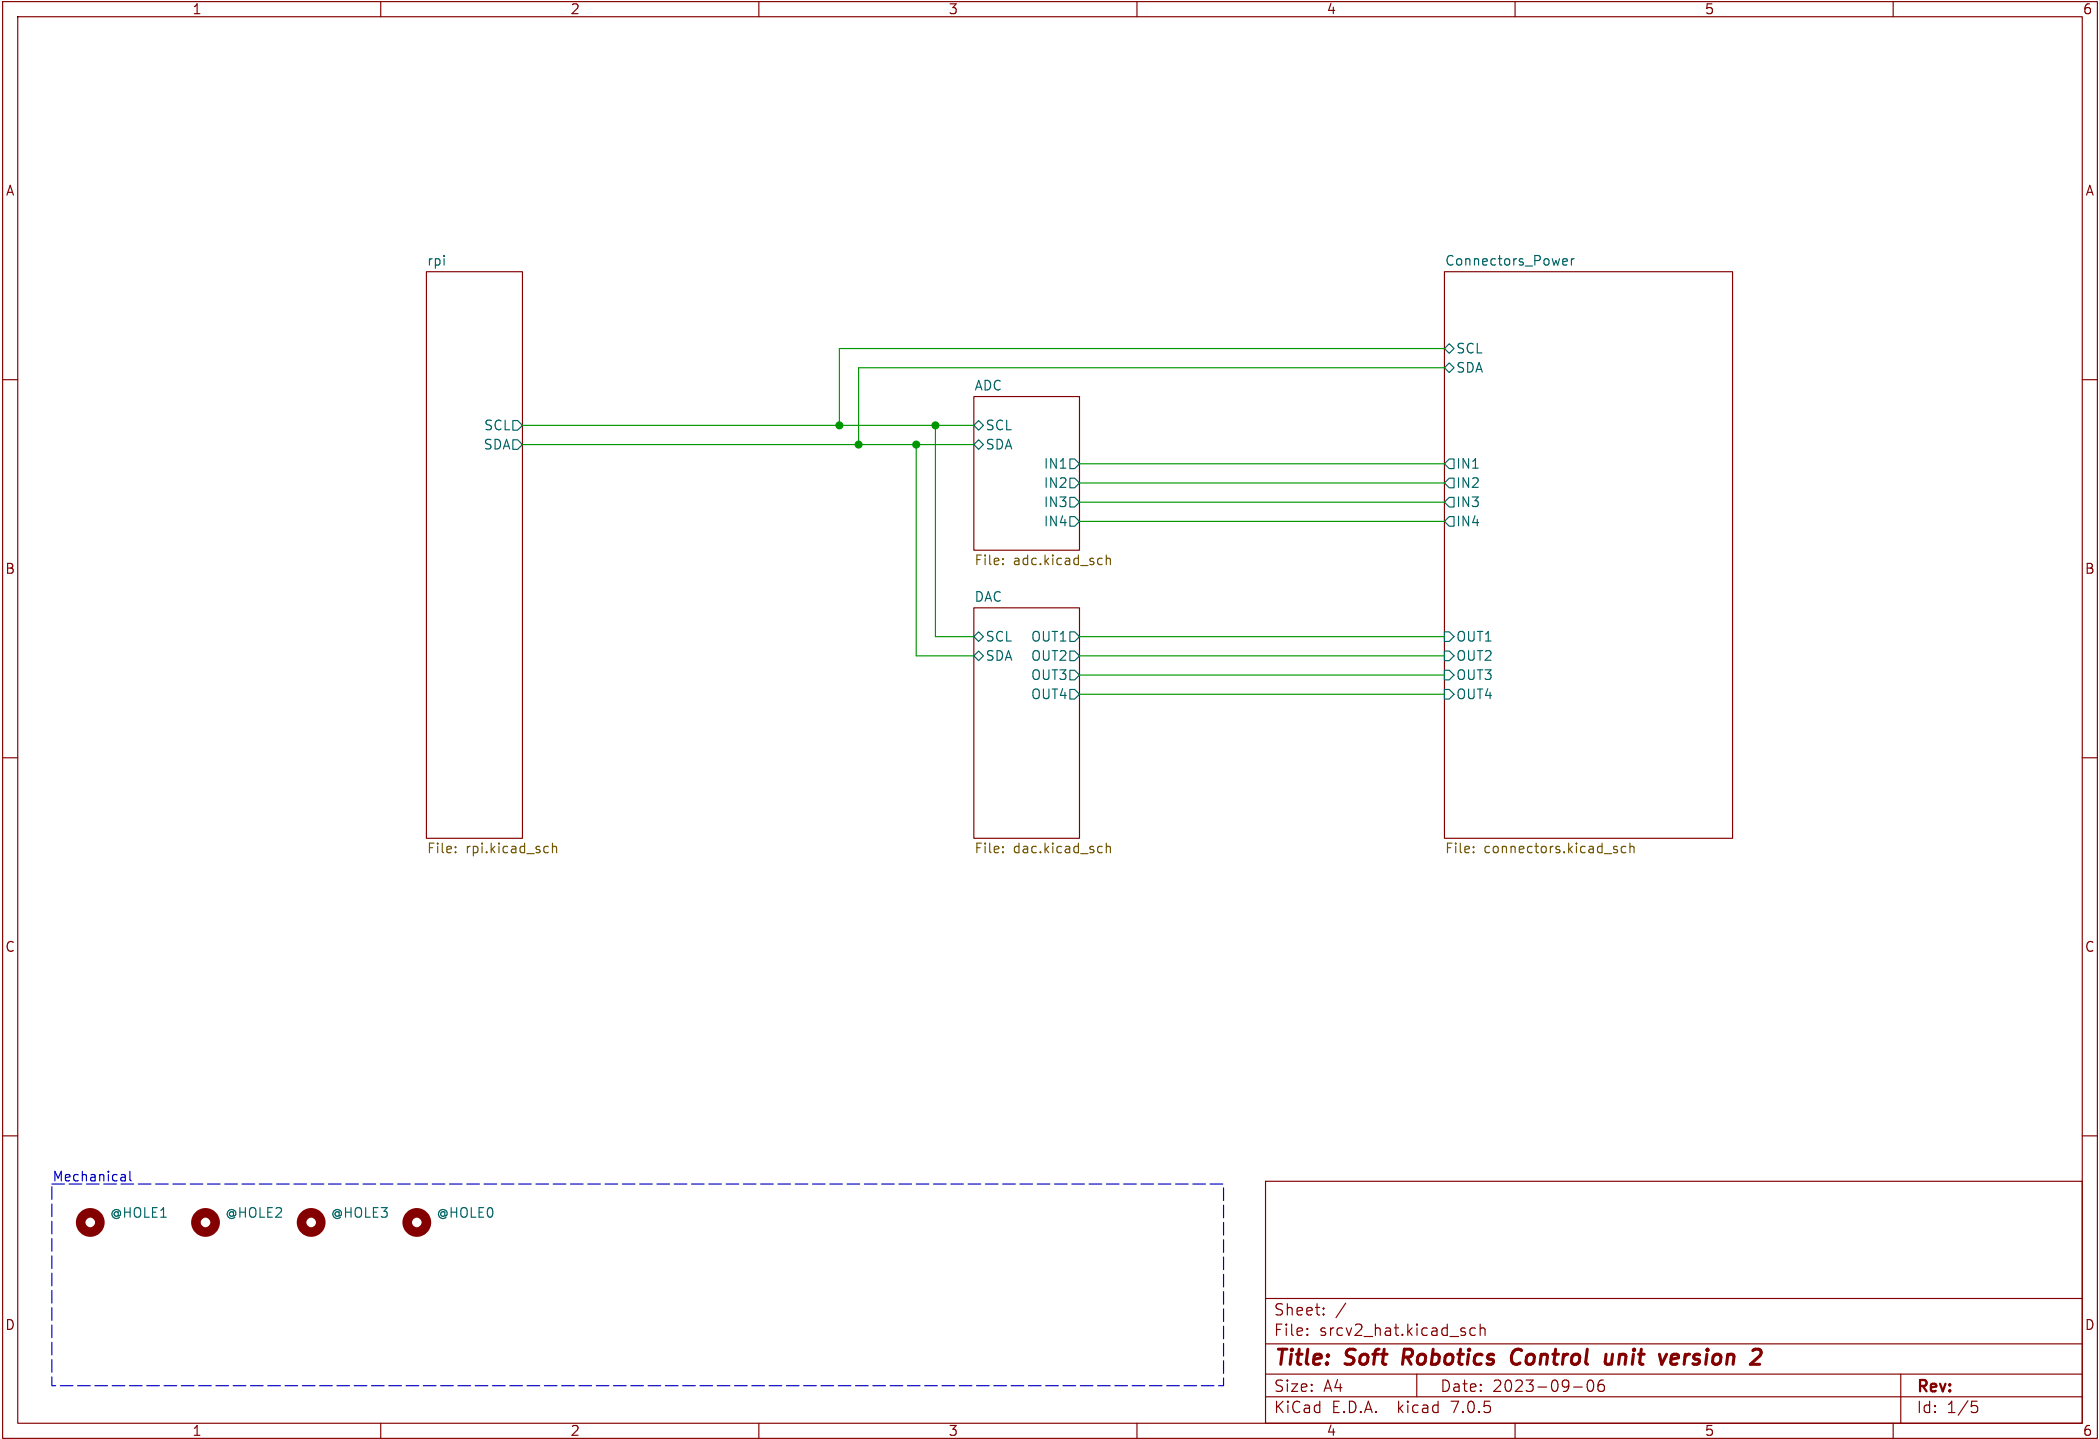 1 2 3 4 5 6
A A
B B
C C
D D
rpi
SCL
SDA
File: rpi.kicad_sch
ADC
SCL
SDA
IN1
IN2
IN3
IN4
File: adc.kicad_sch
DAC
SCL OUT1
SDA OUT2
OUT3
OUT4
File: dac.kicad_sch
Connectors_Power
SCL
SDA
IN1
IN2
IN3
IN4
OUT1
OUT2
OUT3
OUT4
File: connectors.kicad_sch
Mechanical
@HOLE1 @HOLE2 @HOLE3 @HOLE0
Sheet: /
File: srcv2_hat.kicad_sch
Title: Soft Robotics Control unit version 2
Size: A4 Date: 2023-09-06 Rev:
KiCad E.D.A. kicad 7.0.5 Id: 1/5
1 2 3 4 5 6